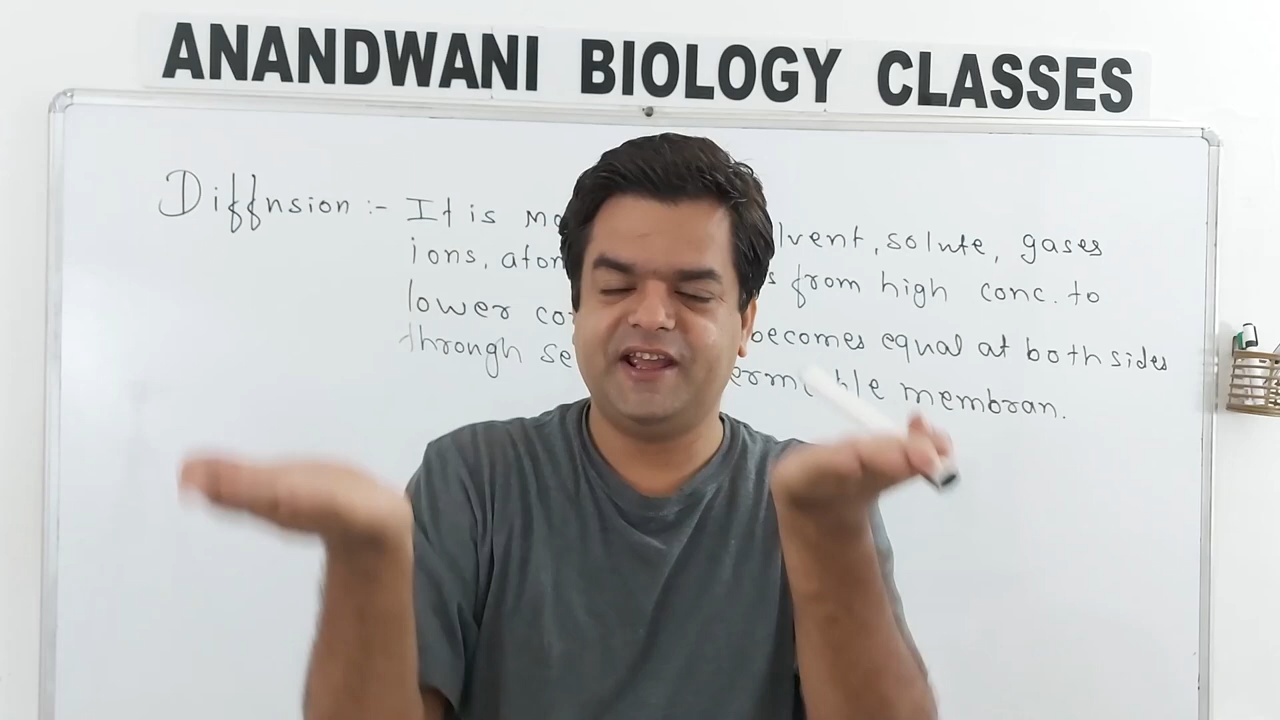 ANANDWANI BIOLOGY CLASSES
Diffusion :- It is lvent, solute, gases
ions, from high conc. to
lower becomes equal at both sides
through membran.